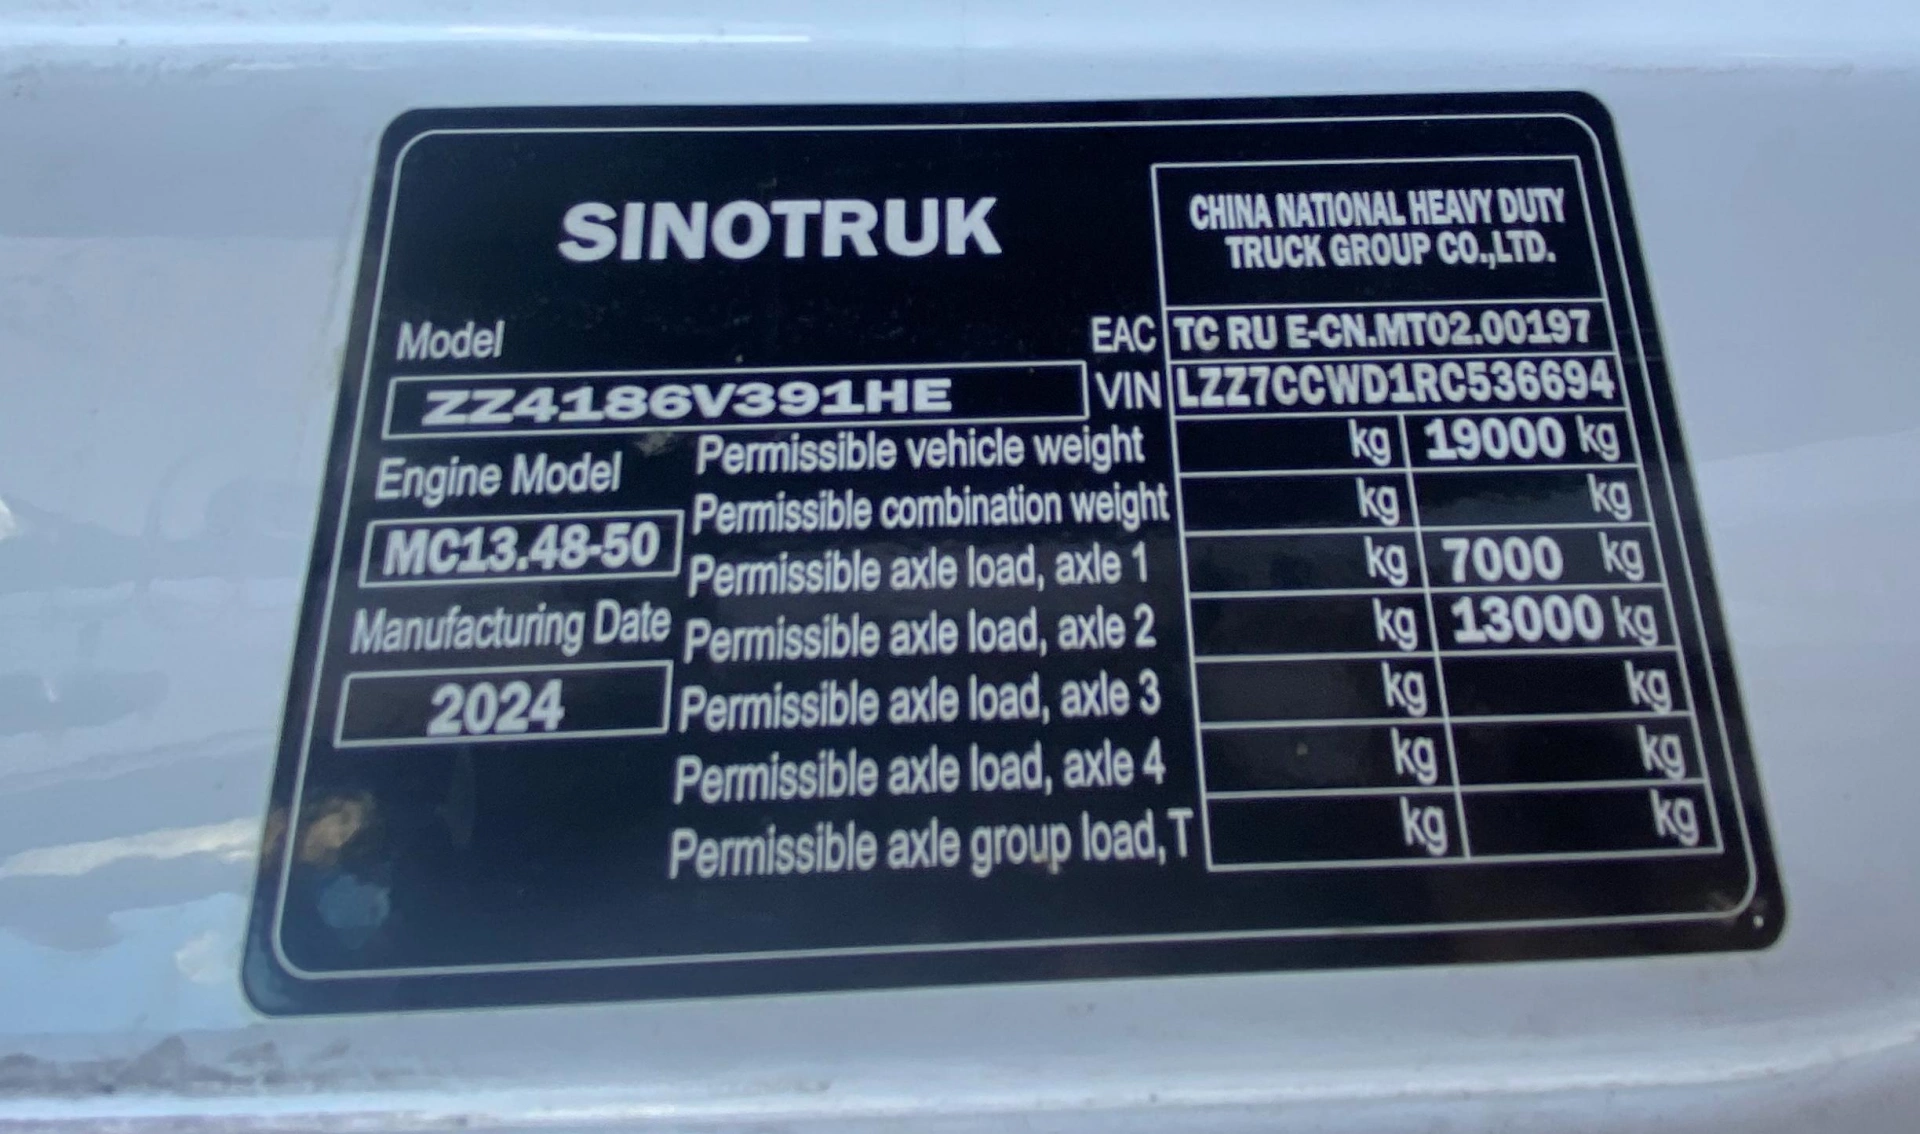 SINOTRUK
CHINA NATIONAL HEAVY DUTY
TRUCK GROUP CO.,LTD.
Model
EAC TC RU E-CN.MT02.00197
ZZ4186V391HE
VIN LZZ7CCWD1RC536694
Engine Model
MC13.48-50
Manufacturing Date
2024
Permissible vehicle weight kg 19000 kg
Permissible combination weight kg kg
Permissible axle load, axle 1 kg 7000 kg
Permissible axle load, axle 2 kg 13000 kg
Permissible axle load, axle 3 kg kg
Permissible axle load, axle 4 kg kg
Permissible axle group load, T kg kg